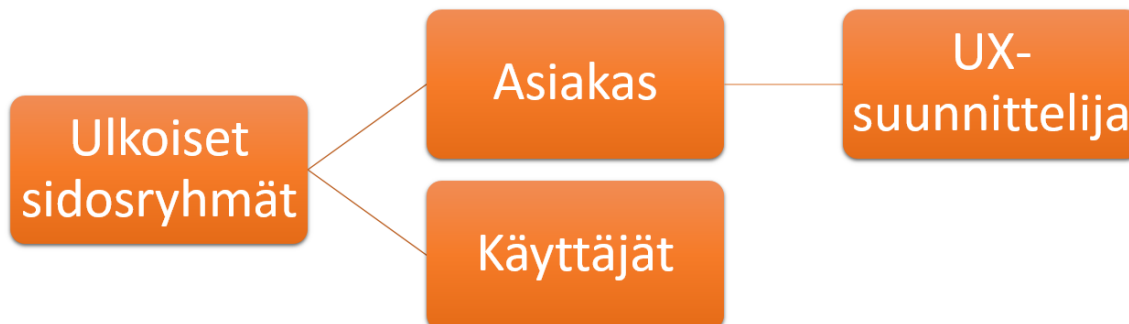 Ulkoiset
sidosryhmät
Asiakas
Käyttäjät
UX-
suunnittelija